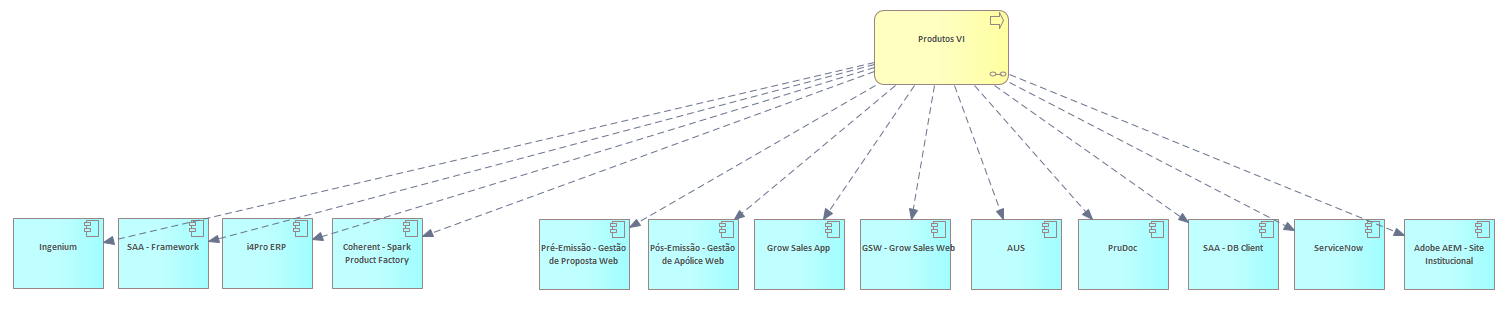 Produtos VI
Ingenium
SAA - Framework
i4Pro ERP
Coherent - Spark
Product Factory
Pré-Emissão - Gestão
de Proposta Web
Pós-Emissão - Gestão
de Apólice Web
Grow Sales App
GSW - Grow Sales Web
AUS
PruDoc
SAA - DB Client
ServiceNow
Adobe AEM - Site
Institucional